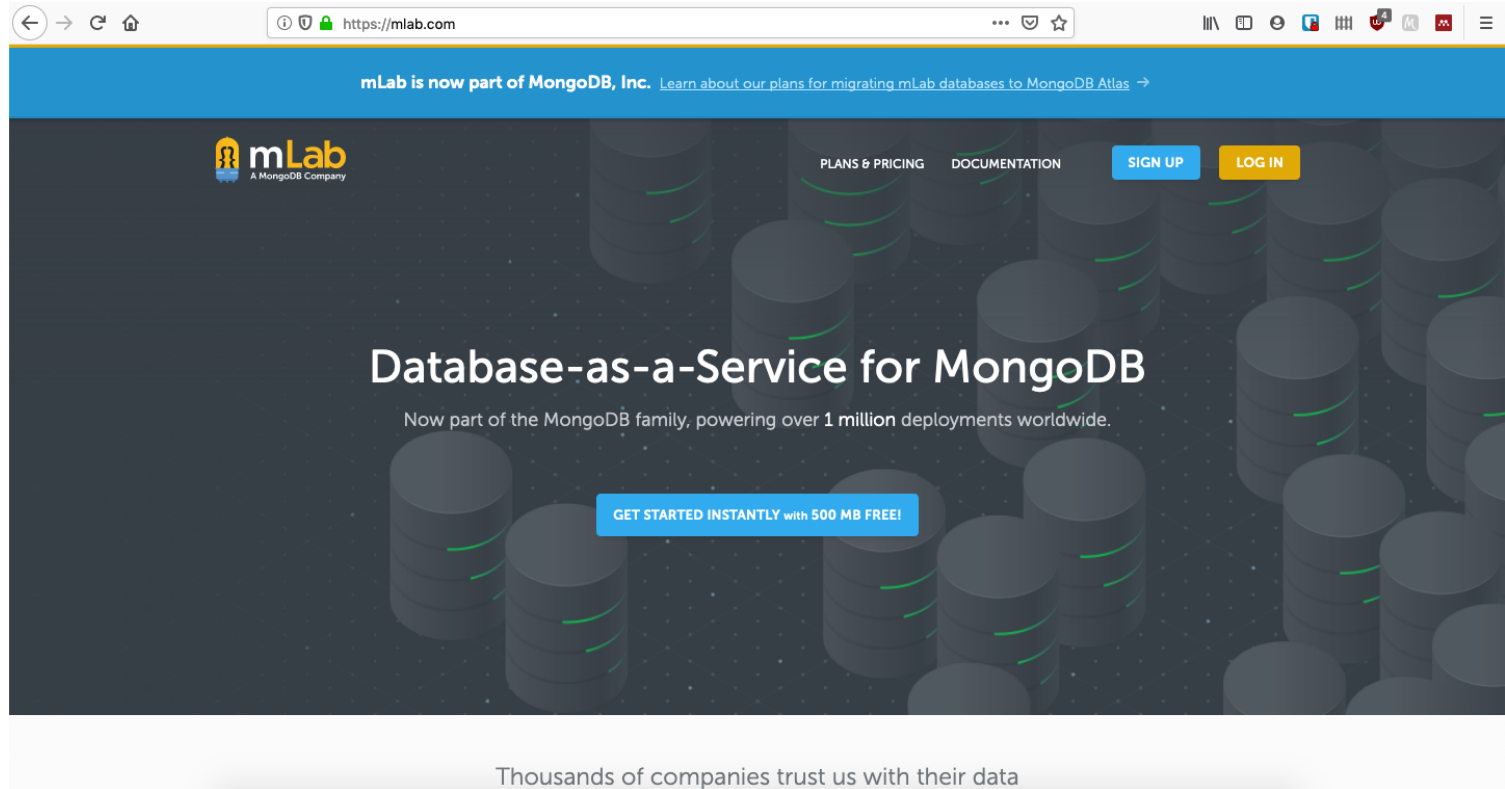 https://mlab.com
4
mLab is now part of MongoDB, Inc. Learn about our plans for migrating mLab databases to MongoDB Atlas →
mLab
A MongoDB Company
PLANS & PRICING DOCUMENTATION SIGN UP LOG IN
Database-as-a-Service for MongoDB
Now part of the MongoDB family, powering over 1 million deployments worldwide.
GET STARTED INSTANTLY with 500 MB FREE!
Thousands of companies trust us with their data